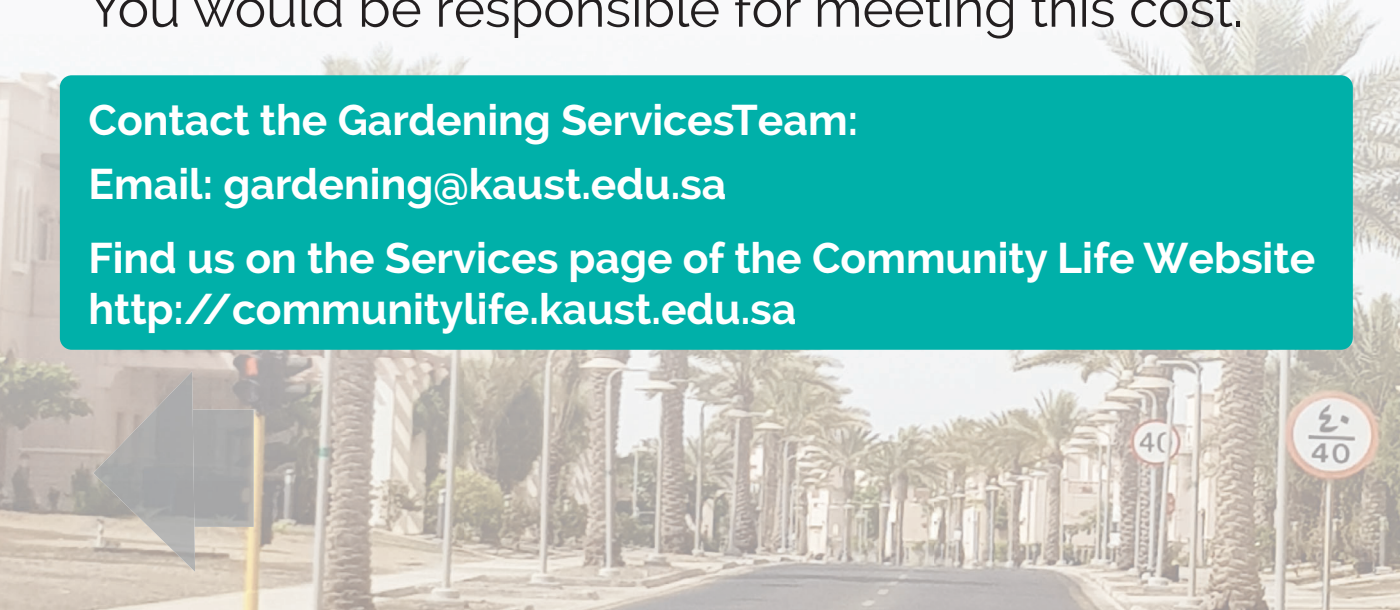 You would be responsible for meeting this cost.
Contact the Gardening ServicesTeam:
Email: gardening@kaust.edu.sa
Find us on the Services page of the Community Life Website
http://communitylife.kaust.edu.sa
40
٤٠
40